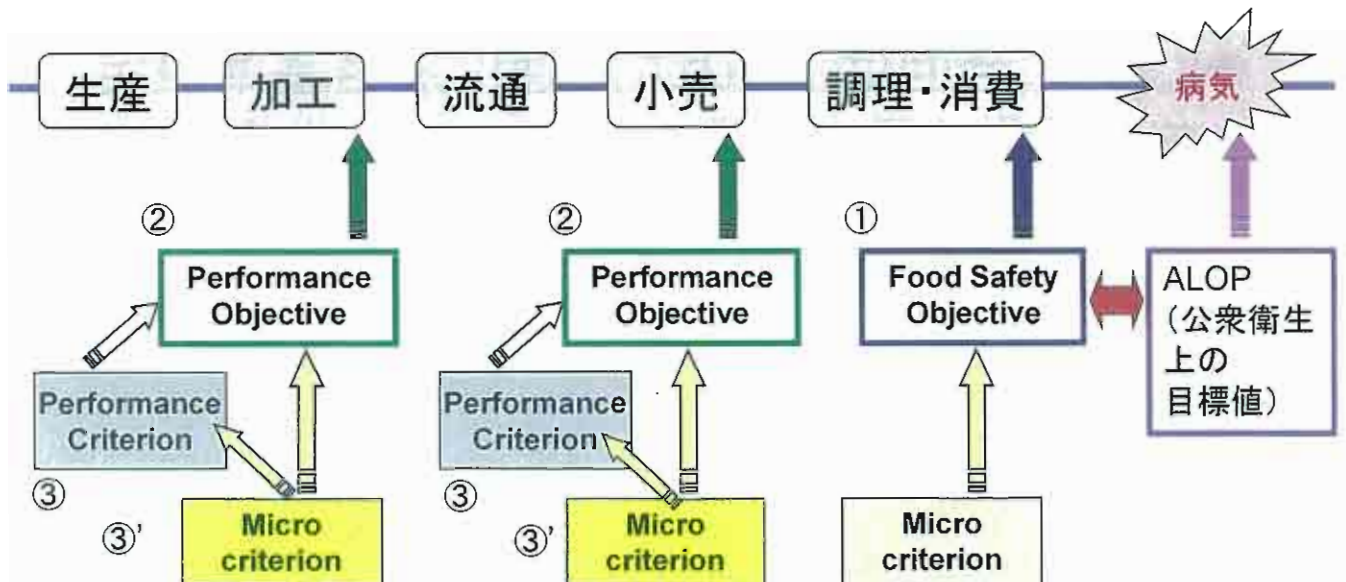 生産
加工
流通
小売
調理・消費
病気
②
②
①
Performance
Objective
Performance
Objective
Food Safety
Objective
ALOP
(公衆衛生
上の
目標値)
Performance
Criterion
Performance
Criterion
③
③
③’
Micro
criterion
③’
Micro
criterion
Micro
criterion